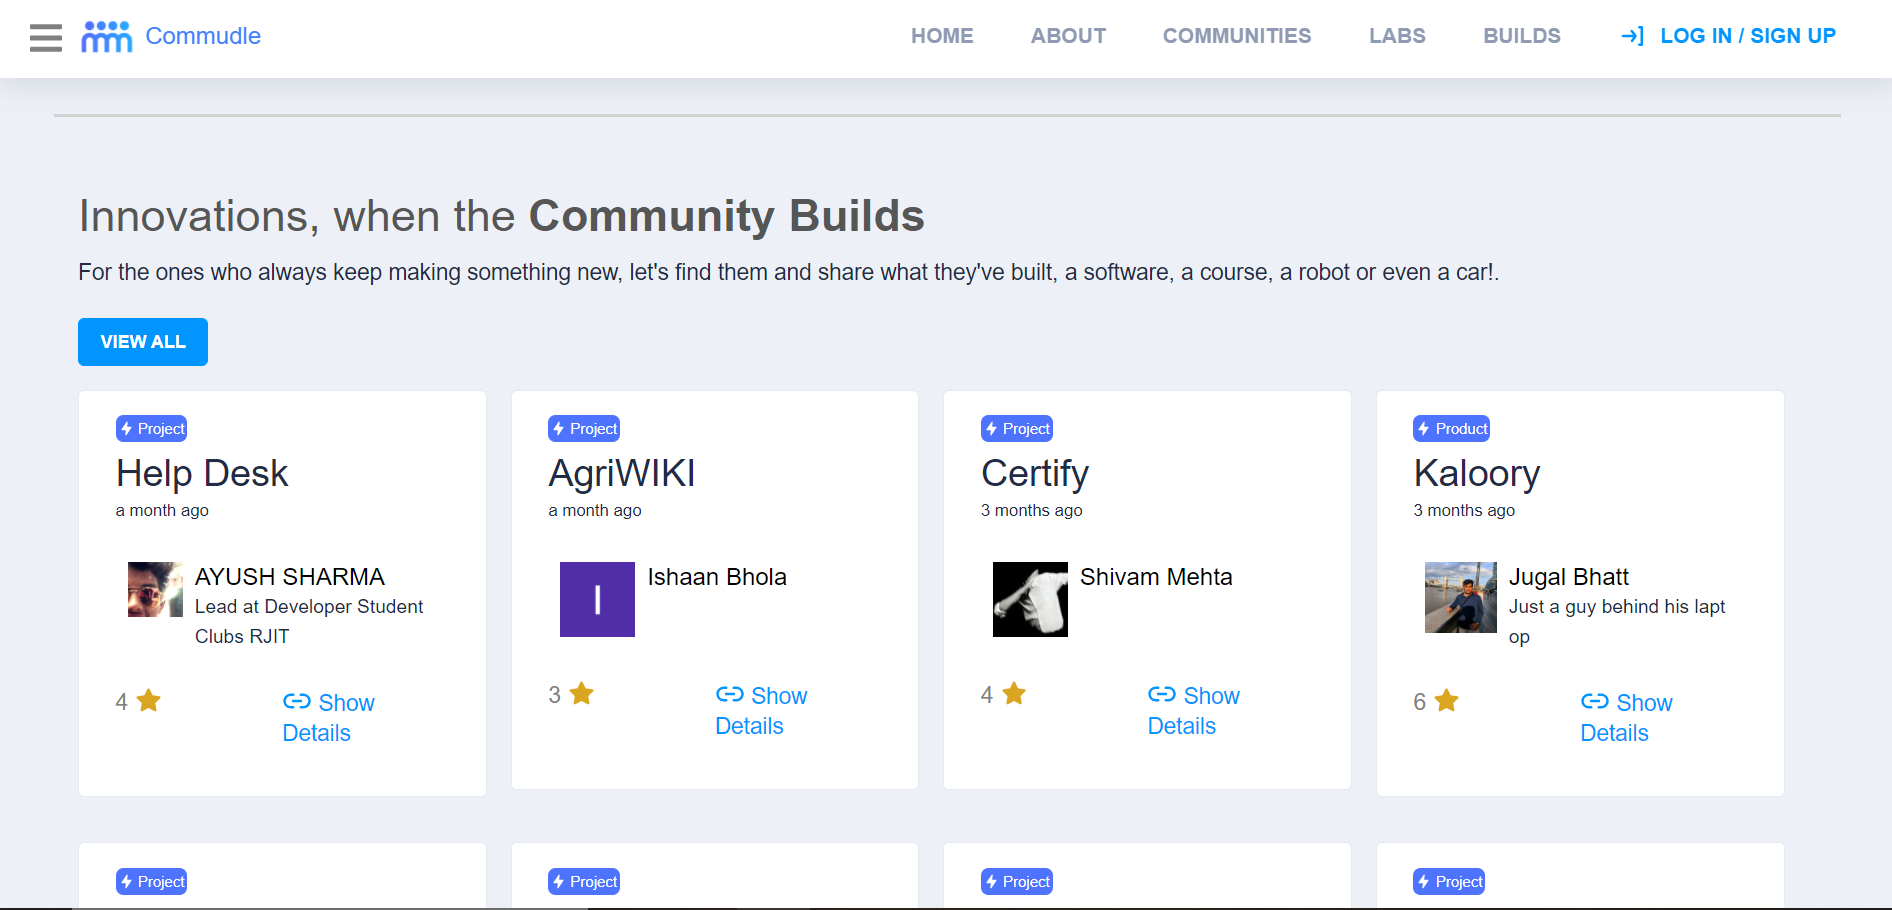 Commudle
HOME ABOUT COMMUNITIES LABS BUILDS LOG IN / SIGN UP
Innovations, when the Community Builds
For the ones who always keep making something new, let's find them and share what they've built, a software, a course, a robot or even a car!.
VIEW ALL
Project
Help Desk
a month ago
AYUSH SHARMA
Lead at Developer Student
Clubs RJIT
4
Show
Details
Project
AgriWIKI
a month ago
I
Ishaan Bhola
3
Show
Details
Project
Certify
3 months ago
Shivam Mehta
4
Show
Details
Product
Kaloory
3 months ago
Jugal Bhatt
Just a guy behind his lapt
op
6
Show
Details
Project
Project
Project
Project